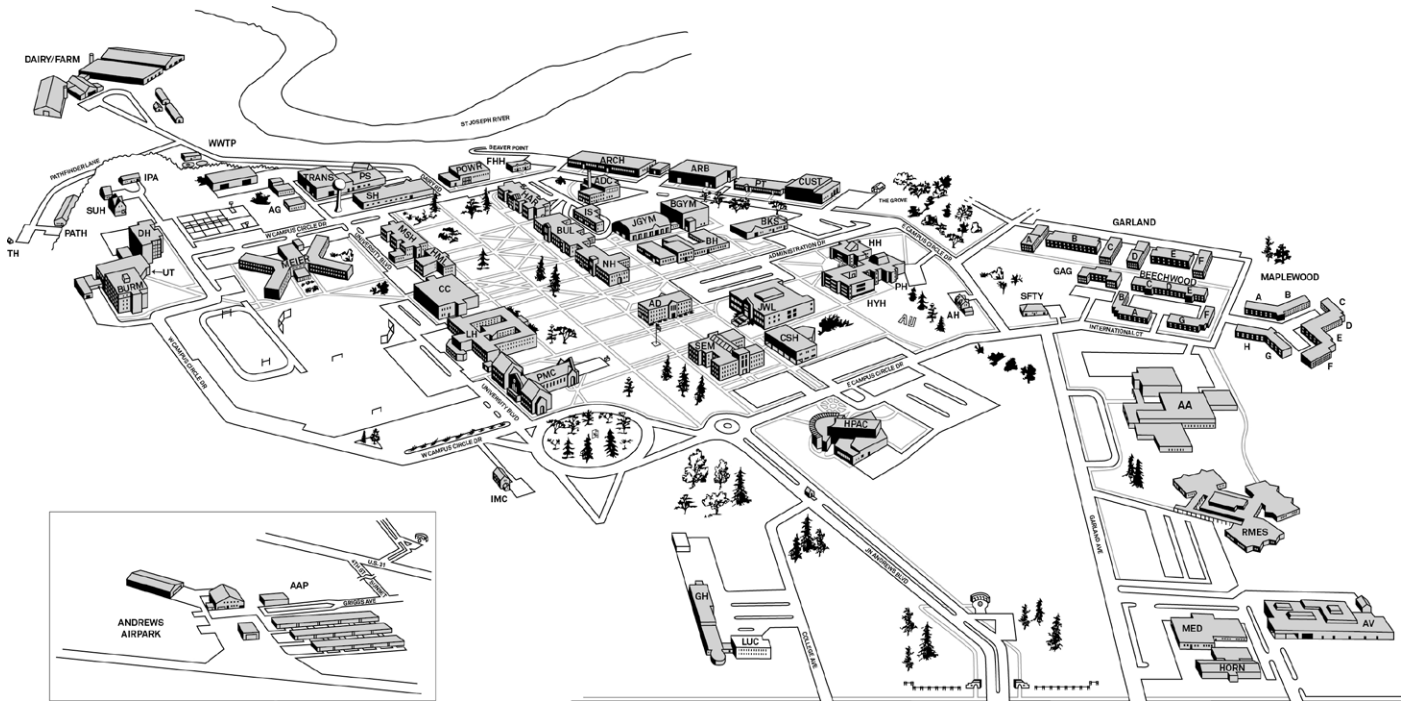 DAIRY/FARM
ST JOSEPH RIVER
PATHFINDER LANE
WWTP
BEAVER POINT
FHH
POWR
ARCH
ADC
ARB
PT
CUST
THE GROVE
IPA
SUH
PATH
TH
TRANS
PS
SH
AG
W CAMPUS CIRCLE DR
UNIVERSITY BLVD
DH
UT
BURM
MEIER
MSH
HAR
IS
BUL
JGYM
BGYM
BKS
BH
NH
CC
LH
PMC
AD
JWL
SEM
CSH
ADMINISTRATION DR
E CAMPUS CIRCLE DR
HH
PH
HYH
AU
AH
GARLAND
A
B
C
D
E
F
GAG
BEECHWOOD
B
A
C
D
E
F
G
SFTY
INTERNATIONAL CT
MAPLEWOOD
A
B
C
D
E
F
G
H
E CAMPUS CIRCLE DR
HPAC
W CAMPUS CIRCLE DR
UNIVERSITY BLVD
W CAMPUS CIRCLE DR
IMC
AA
RMES
GARLAND AVE
JN ANDREWS BLVD
GH
LUC
COLLEGE AVE
MED
HORN
AV
U.S. 31
AAP
GRIGGS AVE
ANDREWS
AIRPARK